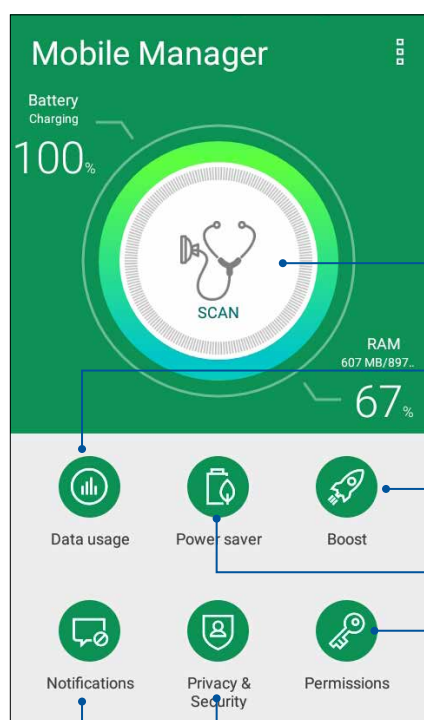 Mobile Manager
Battery
Charging
100%
SCAN
RAM
607 MB/897..
67%
Data usage
Power saver
Boost
Notifications
Privacy &
Security
Permissions